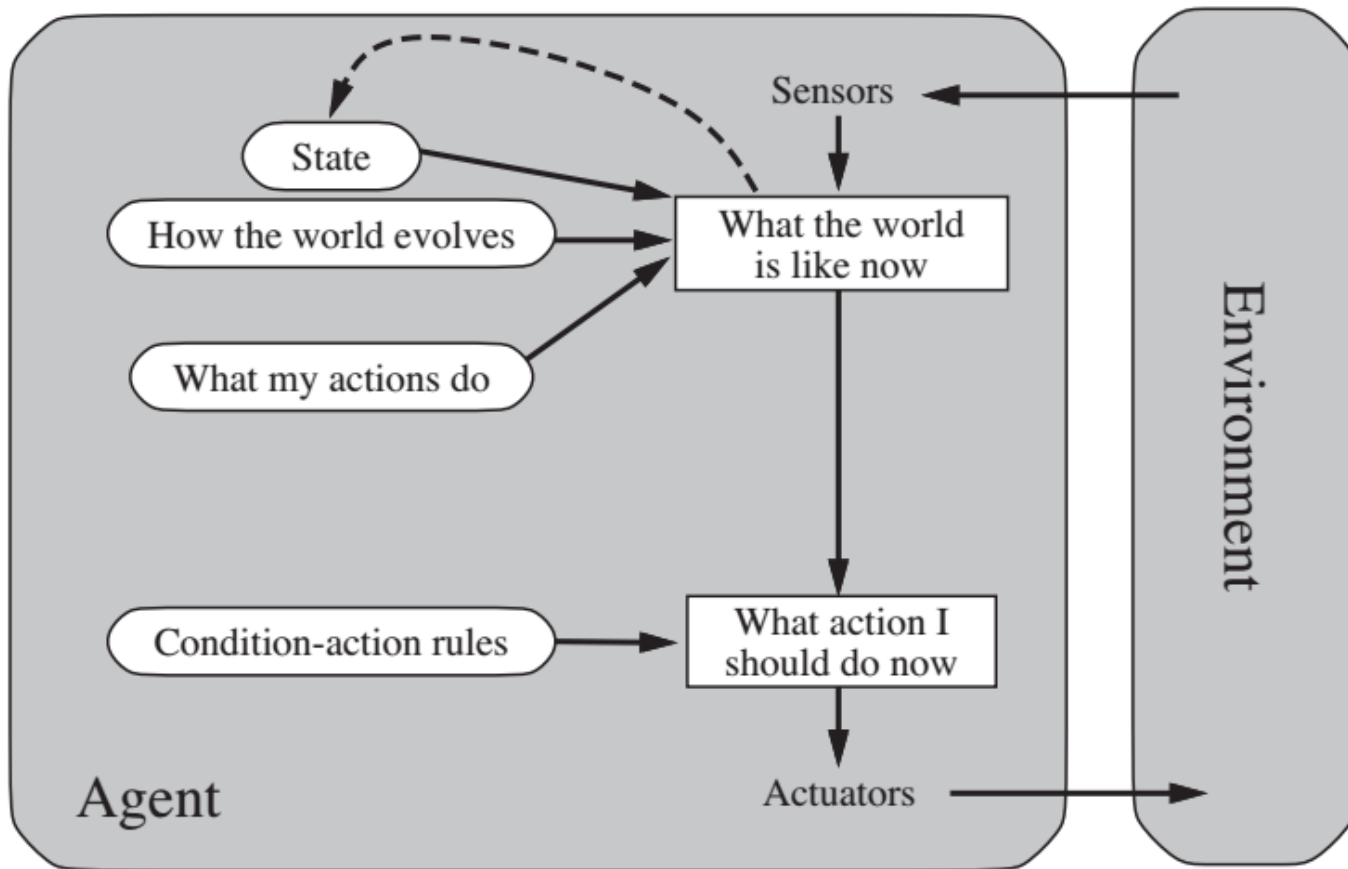 Sensors
State
How the world evolves
What the world
is like now
What my actions do
Environment
Condition-action rules
What action I
should do now
Agent
Actuators